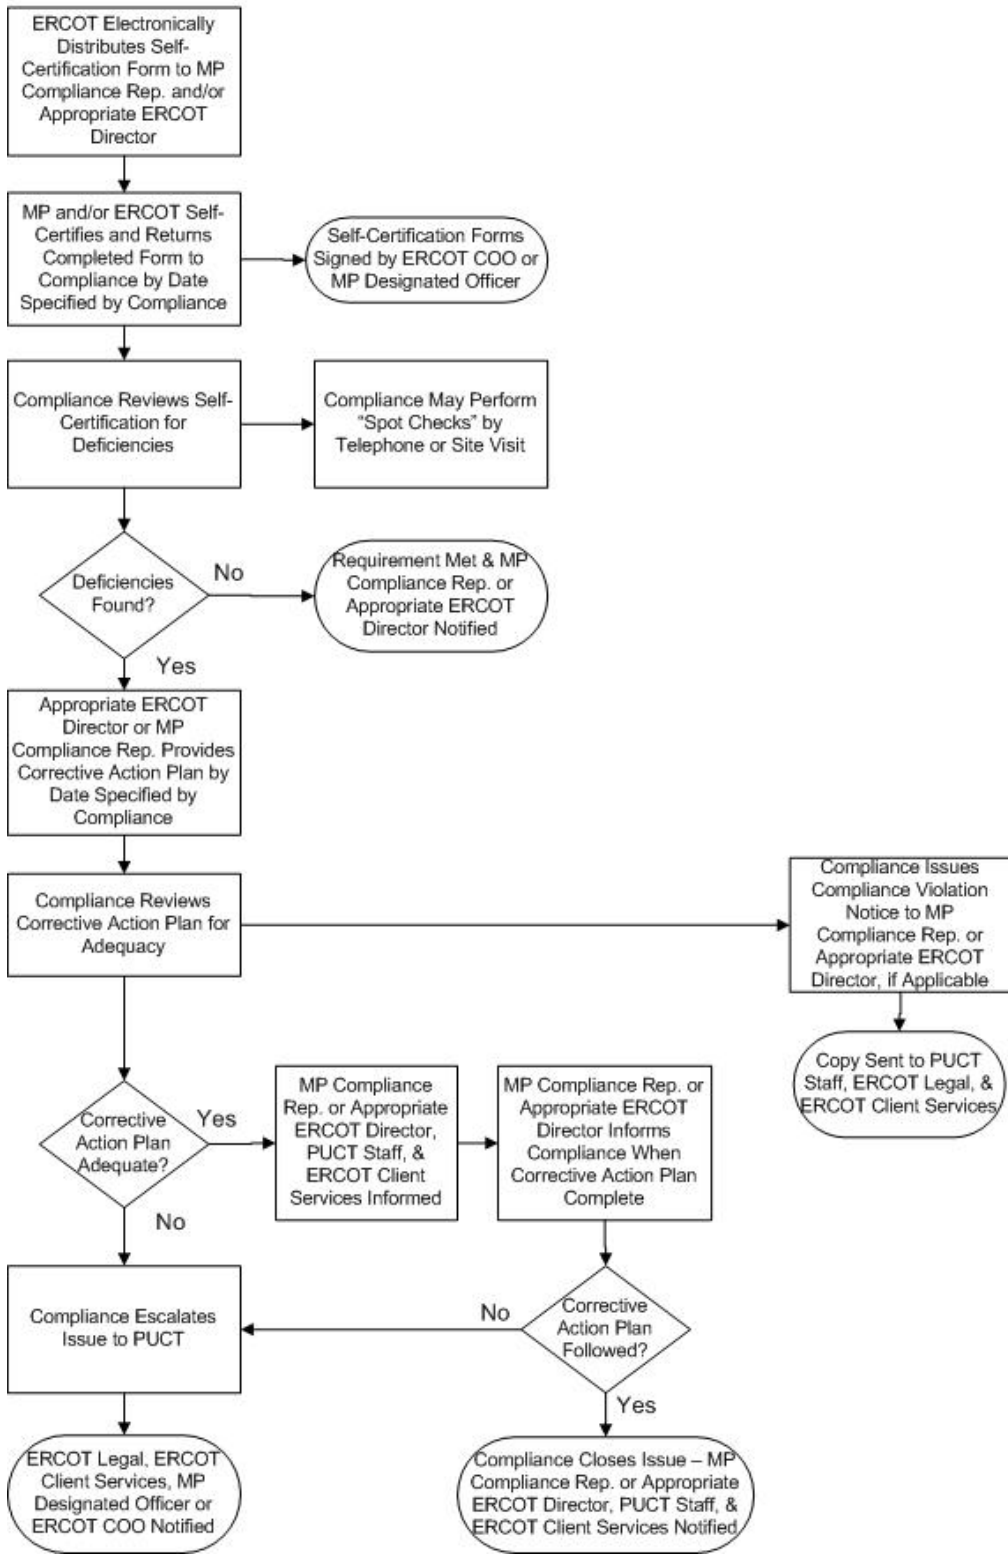 ERCOT Electronically
Distributes Self-
Certification Form to MP
Compliance Rep. and/or
Appropriate ERCOT
Director
MP and/or ERCOT Self-
Certifies and Returns
Completed Form to
Compliance by Date
Specified by Compliance
Self-Certification Forms
Signed by ERCOT COO or
MP Designated Officer
Compliance Reviews Self-
Certification for
Deficiencies
Compliance May Perform
“Spot Checks” by
Telephone or Site Visit
Deficiencies
Found?
No
Requirement Met & MP
Compliance Rep. or
Appropriate ERCOT
Director Notified
Yes
Appropriate ERCOT
Director or MP
Compliance Rep. Provides
Corrective Action Plan by
Date Specified by
Compliance
Compliance Reviews
Corrective Action Plan for
Adequacy
Compliance Issues
Compliance Violation
Notice to MP
Compliance Rep. or
Appropriate ERCOT
Director, if Applicable
Copy Sent to PUCT
Staff, ERCOT Legal, &
ERCOT Client Services
Corrective
Action Plan
Adequate?
Yes
MP Compliance
Rep. or Appropriate
ERCOT Director,
PUCT Staff, &
ERCOT Client
Services Informed
MP Compliance Rep. or
Appropriate ERCOT
Director Informs
Compliance When
Corrective Action Plan
Complete
No
Compliance Escalates
Issue to PUCT
No
Corrective
Action Plan
Followed?
Yes
ERCOT Legal, ERCOT
Client Services, MP
Designated Officer or
ERCOT COO Notified
Compliance Closes Issue – MP
Compliance Rep. or Appropriate
ERCOT Director, PUCT Staff, &
ERCOT Client Services Notified